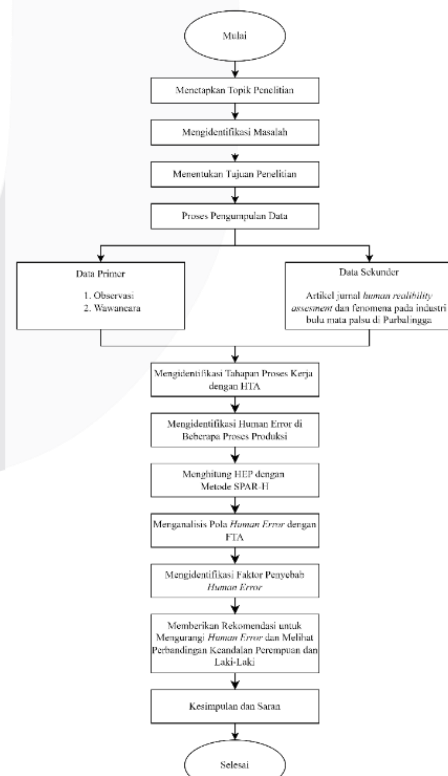 Mulai
Menetapkan Topik Penelitian
Mengidentifikasi Masalah
Menentukan Tujuan Penelitian
Proses Pengumpulan Data
Data Primer
1. Observasi
2. Wawancara
Data Sekunder
Artikel jurnal human realibility
assesment dan fenomena pada industri
bulu mata palsu di Purbalingga
Mengidentifikasi Tahapan Proses Kerja
dengan HTA
Mengidentifikasi Human Error di
Beberapa Proses Produksi
Menghitung HEP dengan
Metode SPAR-H
Menganalisis Pola Human Error dengan
FTA
Mengidentifikasi Faktor Penyebab
Human Error
Memberikan Rekomendasi untuk
Mengurangi Human Error dan Melihat
Perbandingan Keandalan Perempuan dan
Laki-Laki
Kesimpulan dan Saran
Selesai